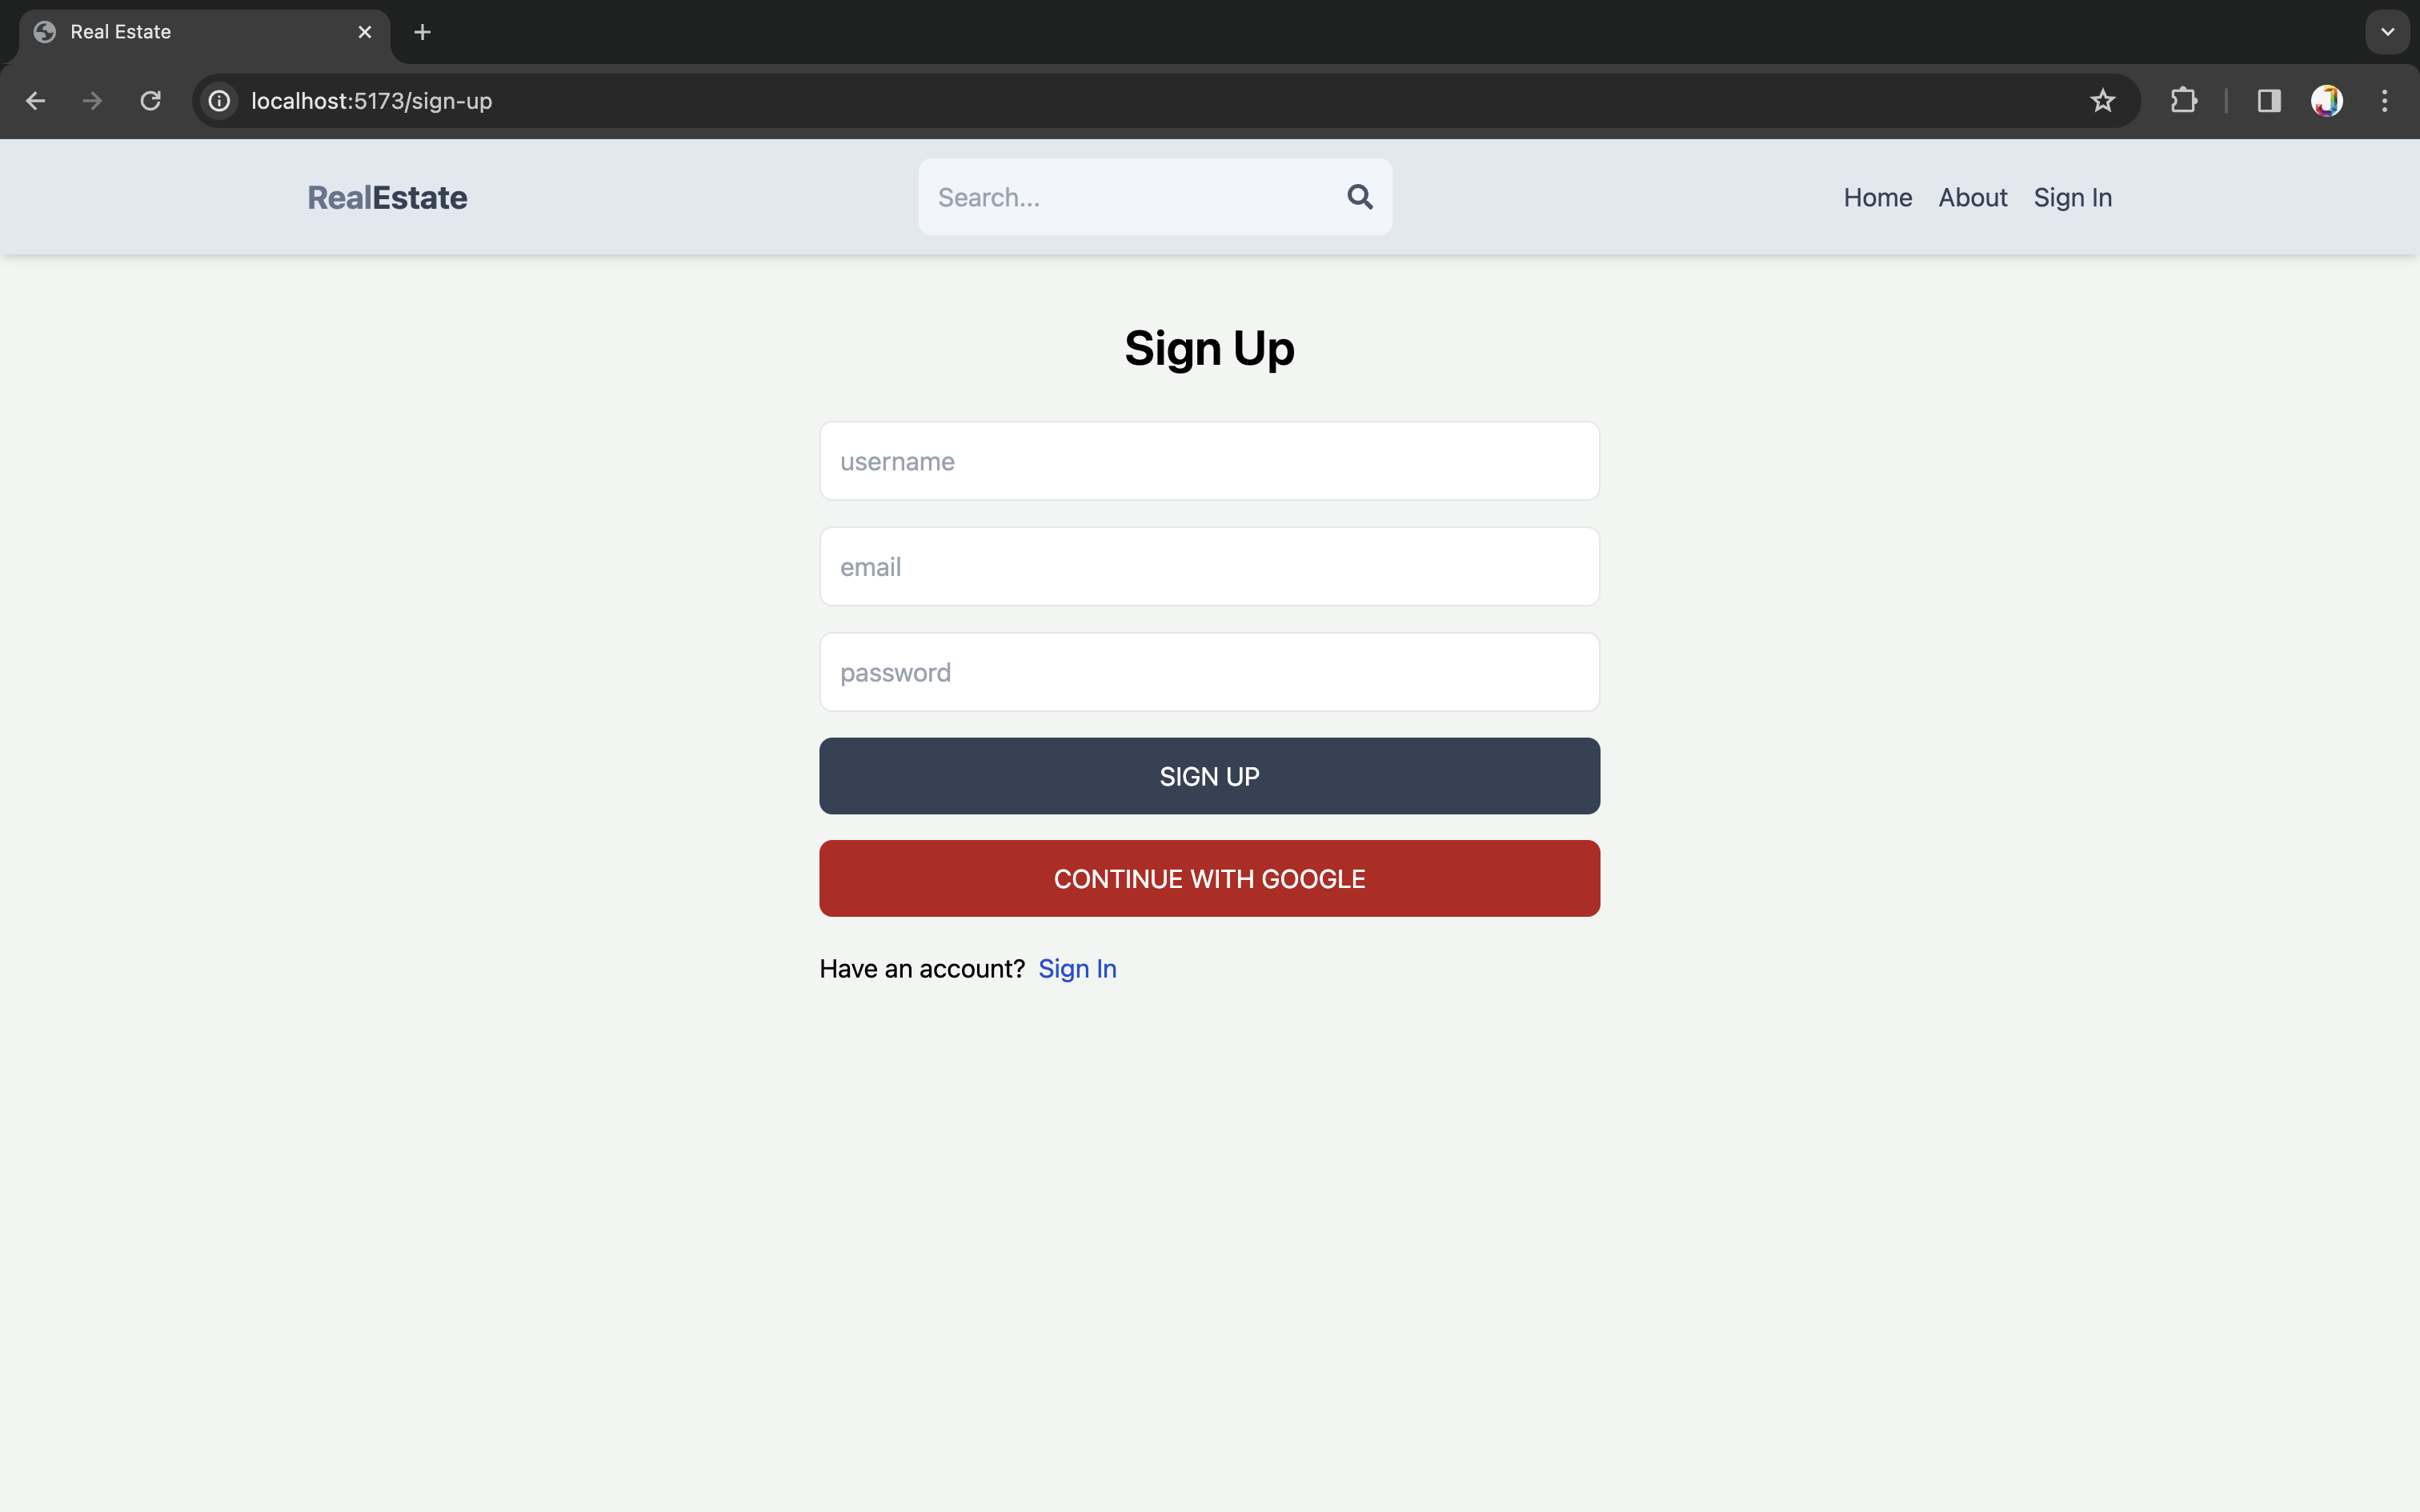 Real Estate
localhost:5173/sign-up
RealEstate
Search...
Home About Sign In
Sign Up
username
email
password
SIGN UP
CONTINUE WITH GOOGLE
Have an account? Sign In